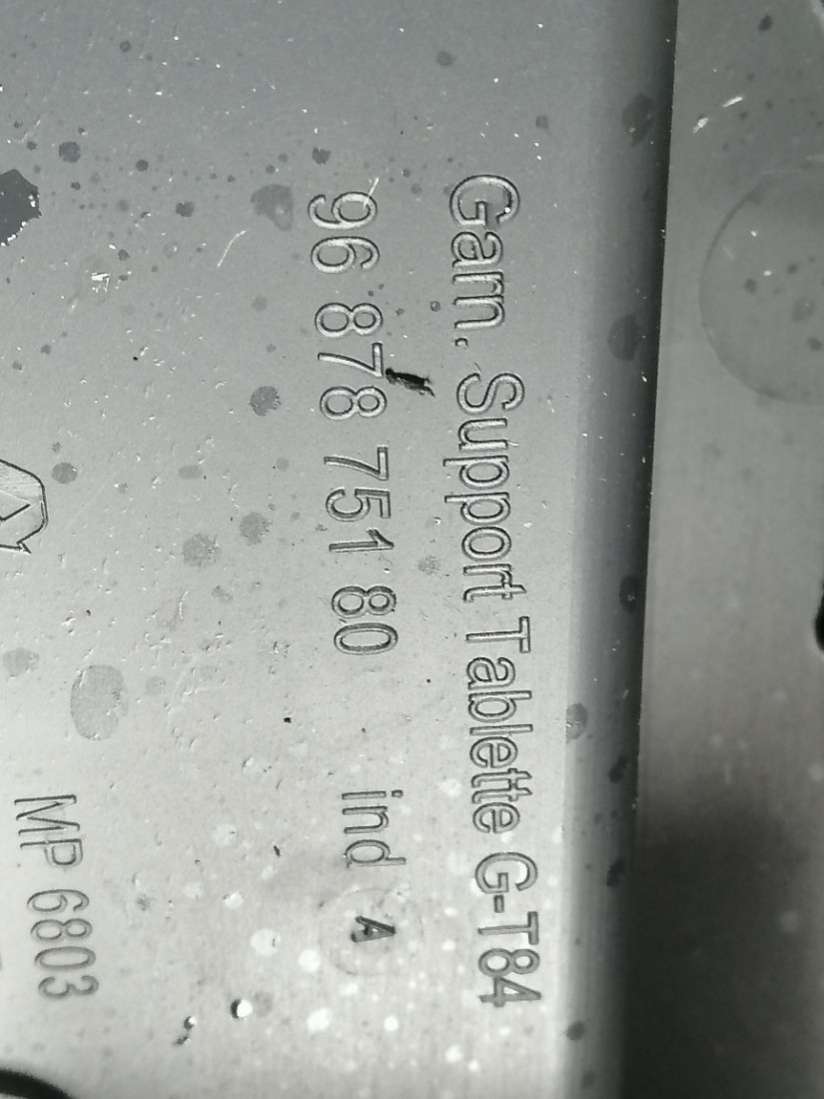 Garn. Support Tablette G-T84
96 878 751 80 ind A
MP 6803